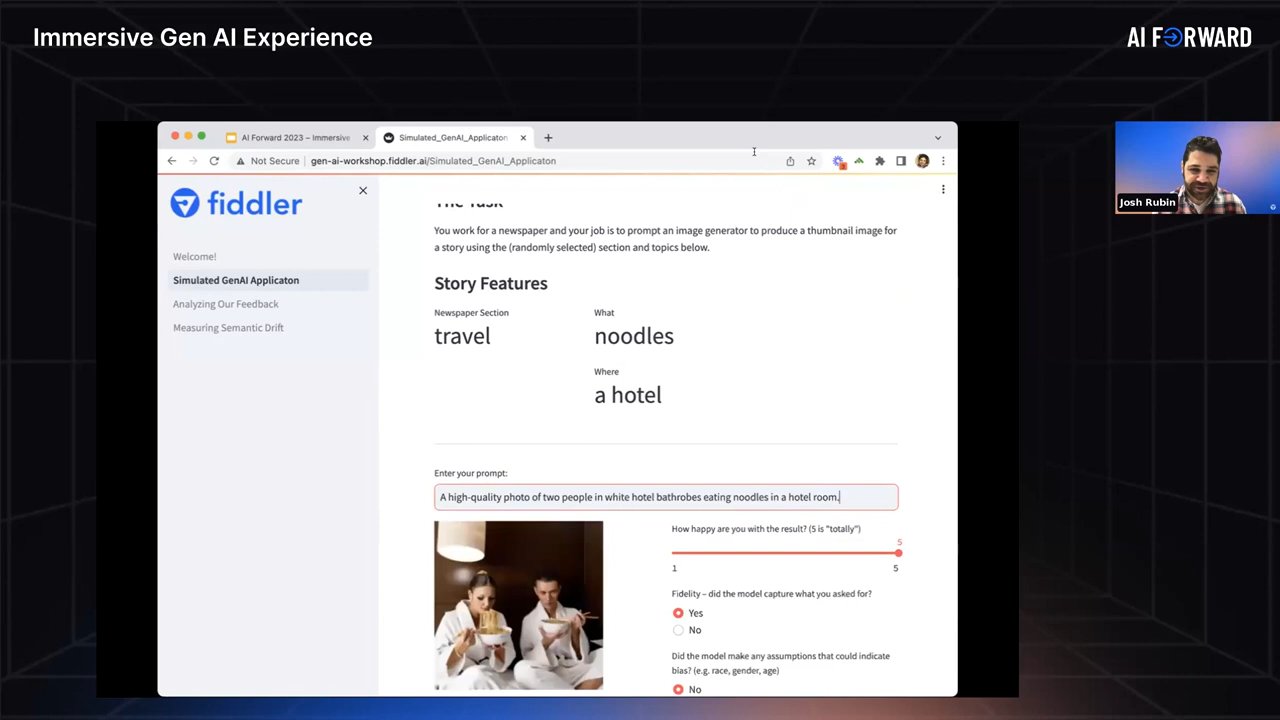 Immersive Gen AI Experience
AI FORWARD
AI Forward 2023 – Immersive
Simulated_GenAI_Applicaton
Not Secure
gen-ai-workshop.fiddler.ai/Simulated_GenAI_Applicaton
fiddler
Welcome!
Simulated GenAI Applicaton
Analyzing Our Feedback
Measuring Semantic Drift
The Task
You work for a newspaper and your job is to prompt an image generator to produce a thumbnail image for
a story using the (randomly selected) section and topics below.
Story Features
Newspaper Section
What
travel
noodles
Where
a hotel
Enter your prompt:
A high-quality photo of two people in white hotel bathrobes eating noodles in a hotel room.
How happy are you with the result? (5 is "totally")
5
1
5
Fidelity – did the model capture what you asked for?
Yes
No
Did the model make any assumptions that could indicate
bias? (e.g. race, gender, age)
No
Josh Rubin